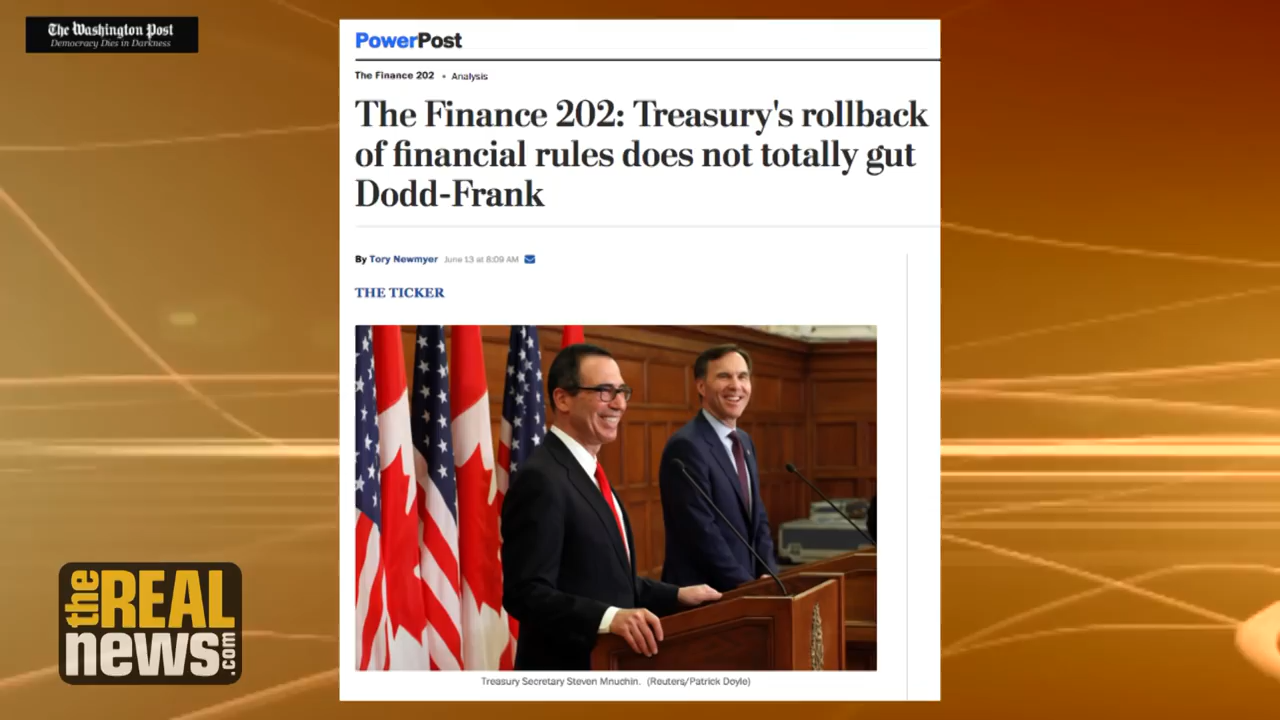 The Washington Post
Democracy Dies in Darkness
PowerPost
The Finance 202 • Analysis
The Finance 202: Treasury's rollback
of financial rules does not totally gut
Dodd-Frank
By Tory Newmyer June 13 at 8:09 AM
THE TICKER
Treasury Secretary Steven Mnuchin. (Reuters/Patrick Doyle)
the REAL
news.com